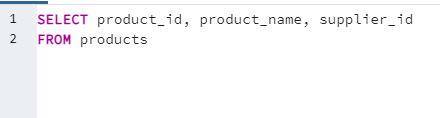 1 SELECT product_id, product_name, supplier_id
2 FROM products